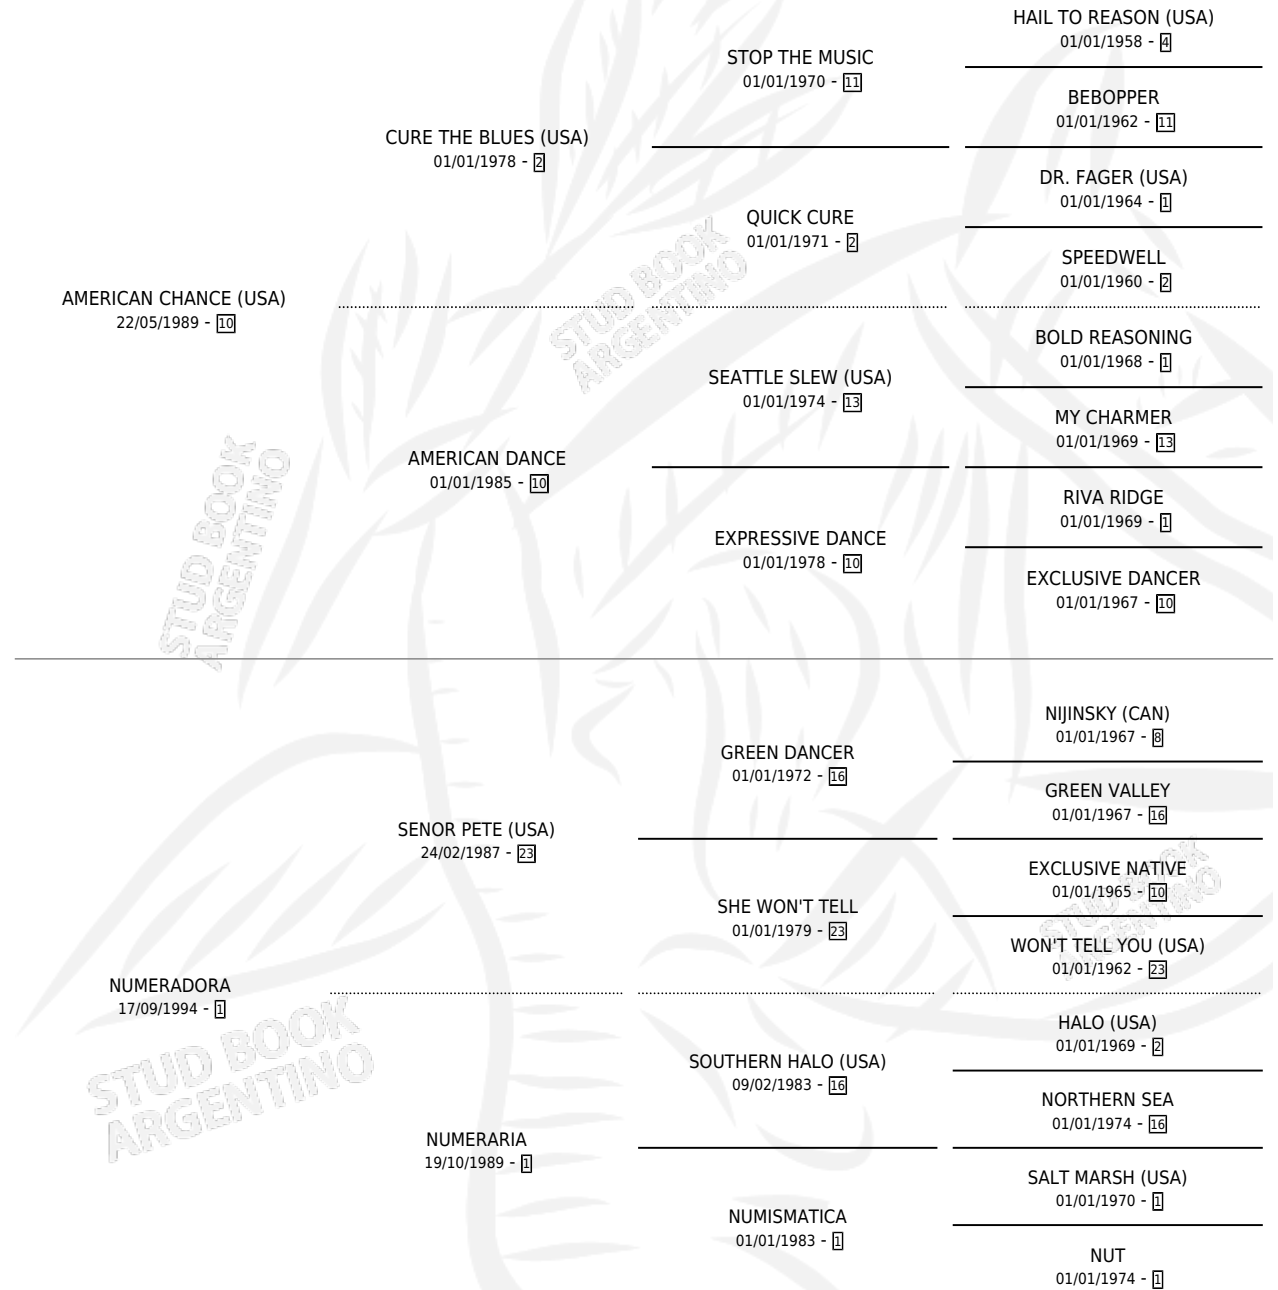 HAIL TO REASON (USA)
01/01/1958 - 4
STOP THE MUSIC
01/01/1970 - 11
BEBOPPER
01/01/1962 - 11
CURE THE BLUES (USA)
01/01/1978 - 2
DR. FAGER (USA)
01/01/1964 - 1
QUICK CURE
01/01/1971 - 2
SPEEDWELL
01/01/1960 - 2
AMERICAN CHANCE (USA)
22/05/1989 - 10
BOLD REASONING
01/01/1968 - 1
SEATTLE SLEW (USA)
01/01/1974 - 13
MY CHARMER
01/01/1969 - 13
AMERICAN DANCE
01/01/1985 - 10
RIVA RIDGE
01/01/1969 - 1
EXPRESSIVE DANCE
01/01/1978 - 10
EXCLUSIVE DANCER
01/01/1967 - 10
NIJINSKY (CAN)
01/01/1967 - 8
GREEN DANCER
01/01/1972 - 16
GREEN VALLEY
01/01/1967 - 16
SENOR PETE (USA)
24/02/1987 - 23
EXCLUSIVE NATIVE
01/01/1965 - 10
SHE WON'T TELL
01/01/1979 - 23
WON'T TELL YOU (USA)
01/01/1962 - 23
NUMERADORA
17/09/1994 - 1
HALO (USA)
01/01/1969 - 2
SOUTHERN HALO (USA)
09/02/1983 - 16
NORTHERN SEA
01/01/1974 - 16
NUMERARIA
19/10/1989 - 1
SALT MARSH (USA)
01/01/1970 - 1
NUMISMATICA
01/01/1983 - 1
NUT
01/01/1974 - 1
STUD BOOK
ARGENTINO
STUD BOOK
ARGENTINO
STUD BOOK
ARGENTINO
STUD BOOK
ARGENTINO